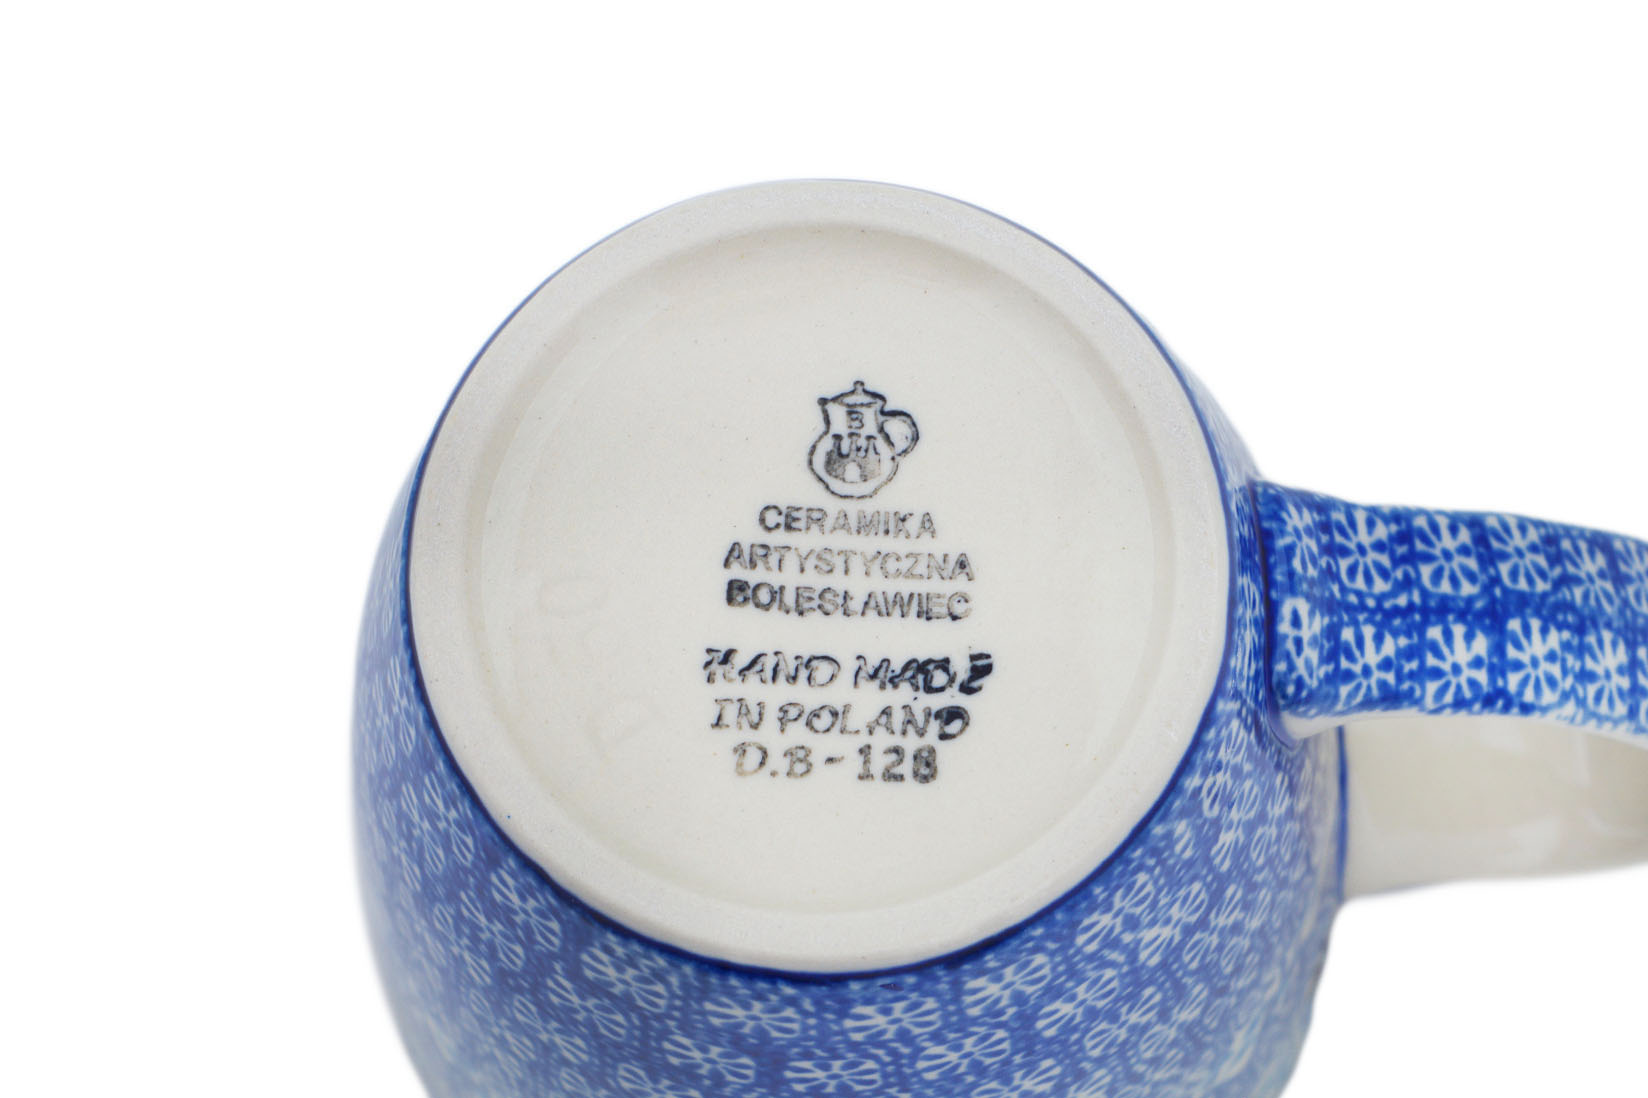 B
CERAMIKA
ARTYSTYCZNA
BOLESŁAWIEC
HAND MADE
IN POLAND
D.B-128